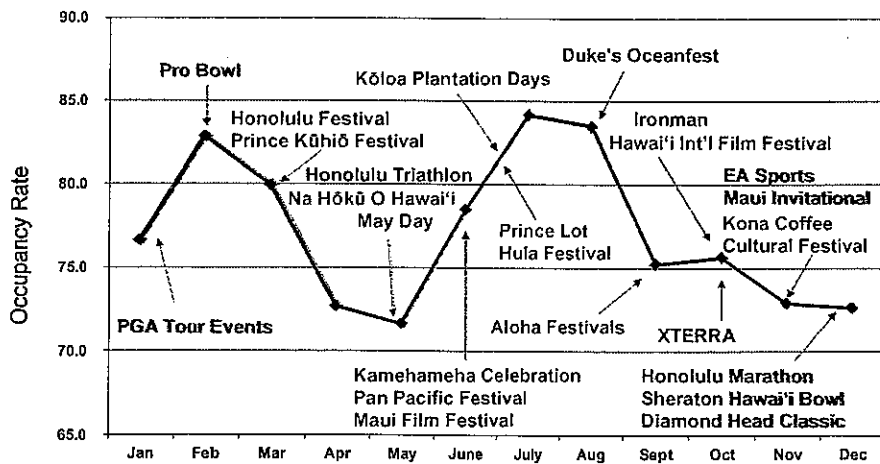 90.0
85.0
80.0
75.0
70.0
65.0
Occupancy Rate
Pro Bowl
Honolulu Festival
Prince Kūhiō Festival
Honolulu Triathlon
Na Hōkū O Hawai‘i
May Day
Kōloa Plantation Days
Duke's Oceanfest
Ironman
Hawai‘i Int'l Film Festival
EA Sports
Maui Invitational
Kona Coffee
Cultural Festival
Prince Lot
Hula Festival
PGA Tour Events
Aloha Festivals
XTERRA
Kamehameha Celebration
Pan Pacific Festival
Maui Film Festival
Honolulu Marathon
Sheraton Hawai‘i Bowl
Diamond Head Classic
Jan Feb Mar Apr May June July Aug Sept Oct Nov Dec